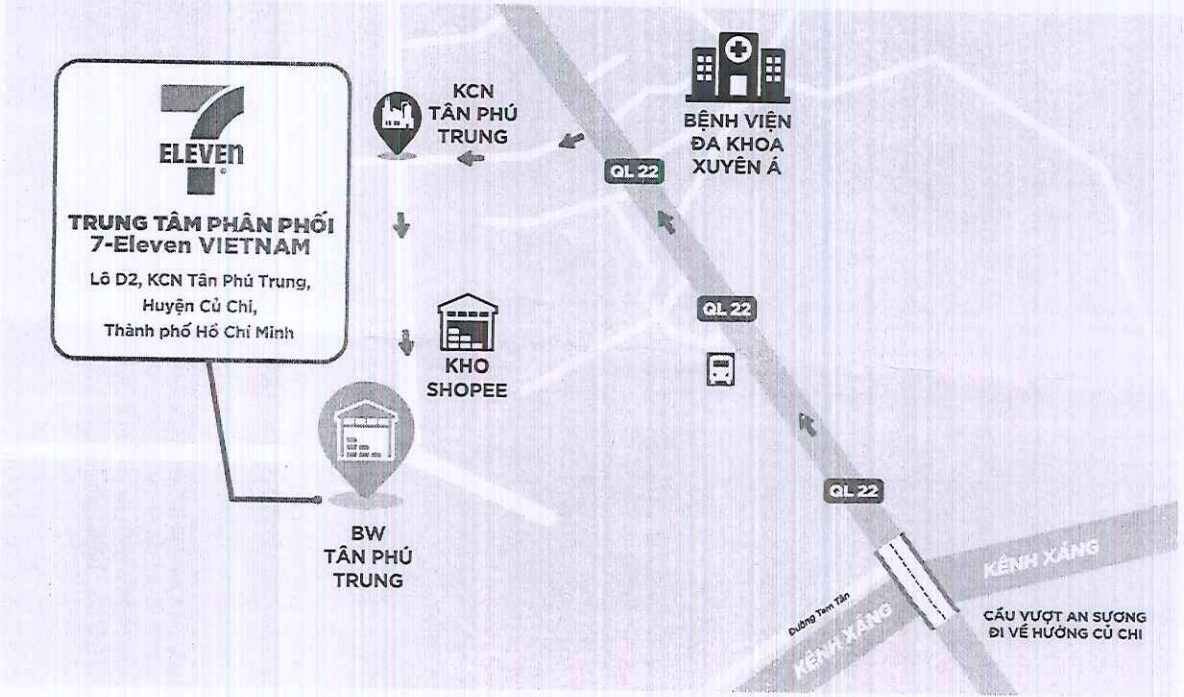 7
ELEVEn
®
TRUNG TÂM PHÂN PHỐI
7-Eleven VIETNAM
Lô D2, KCN Tân Phú Trung,
Huyện Củ Chi,
Thành phố Hồ Chí Minh
KCN
TÂN PHÚ
TRUNG
BỆNH VIỆN
ĐA KHOA
XUYÊN Á
QL 22
QL 22
KHO
SHOPEE
QL 22
BW
TÂN PHÚ
TRUNG
KÊNH XÁNG
Đường Tam Tân
KÊNH XÁNG
CẦU VƯỢT AN SƯƠNG
ĐI VỀ HƯỚNG CỦ CHI